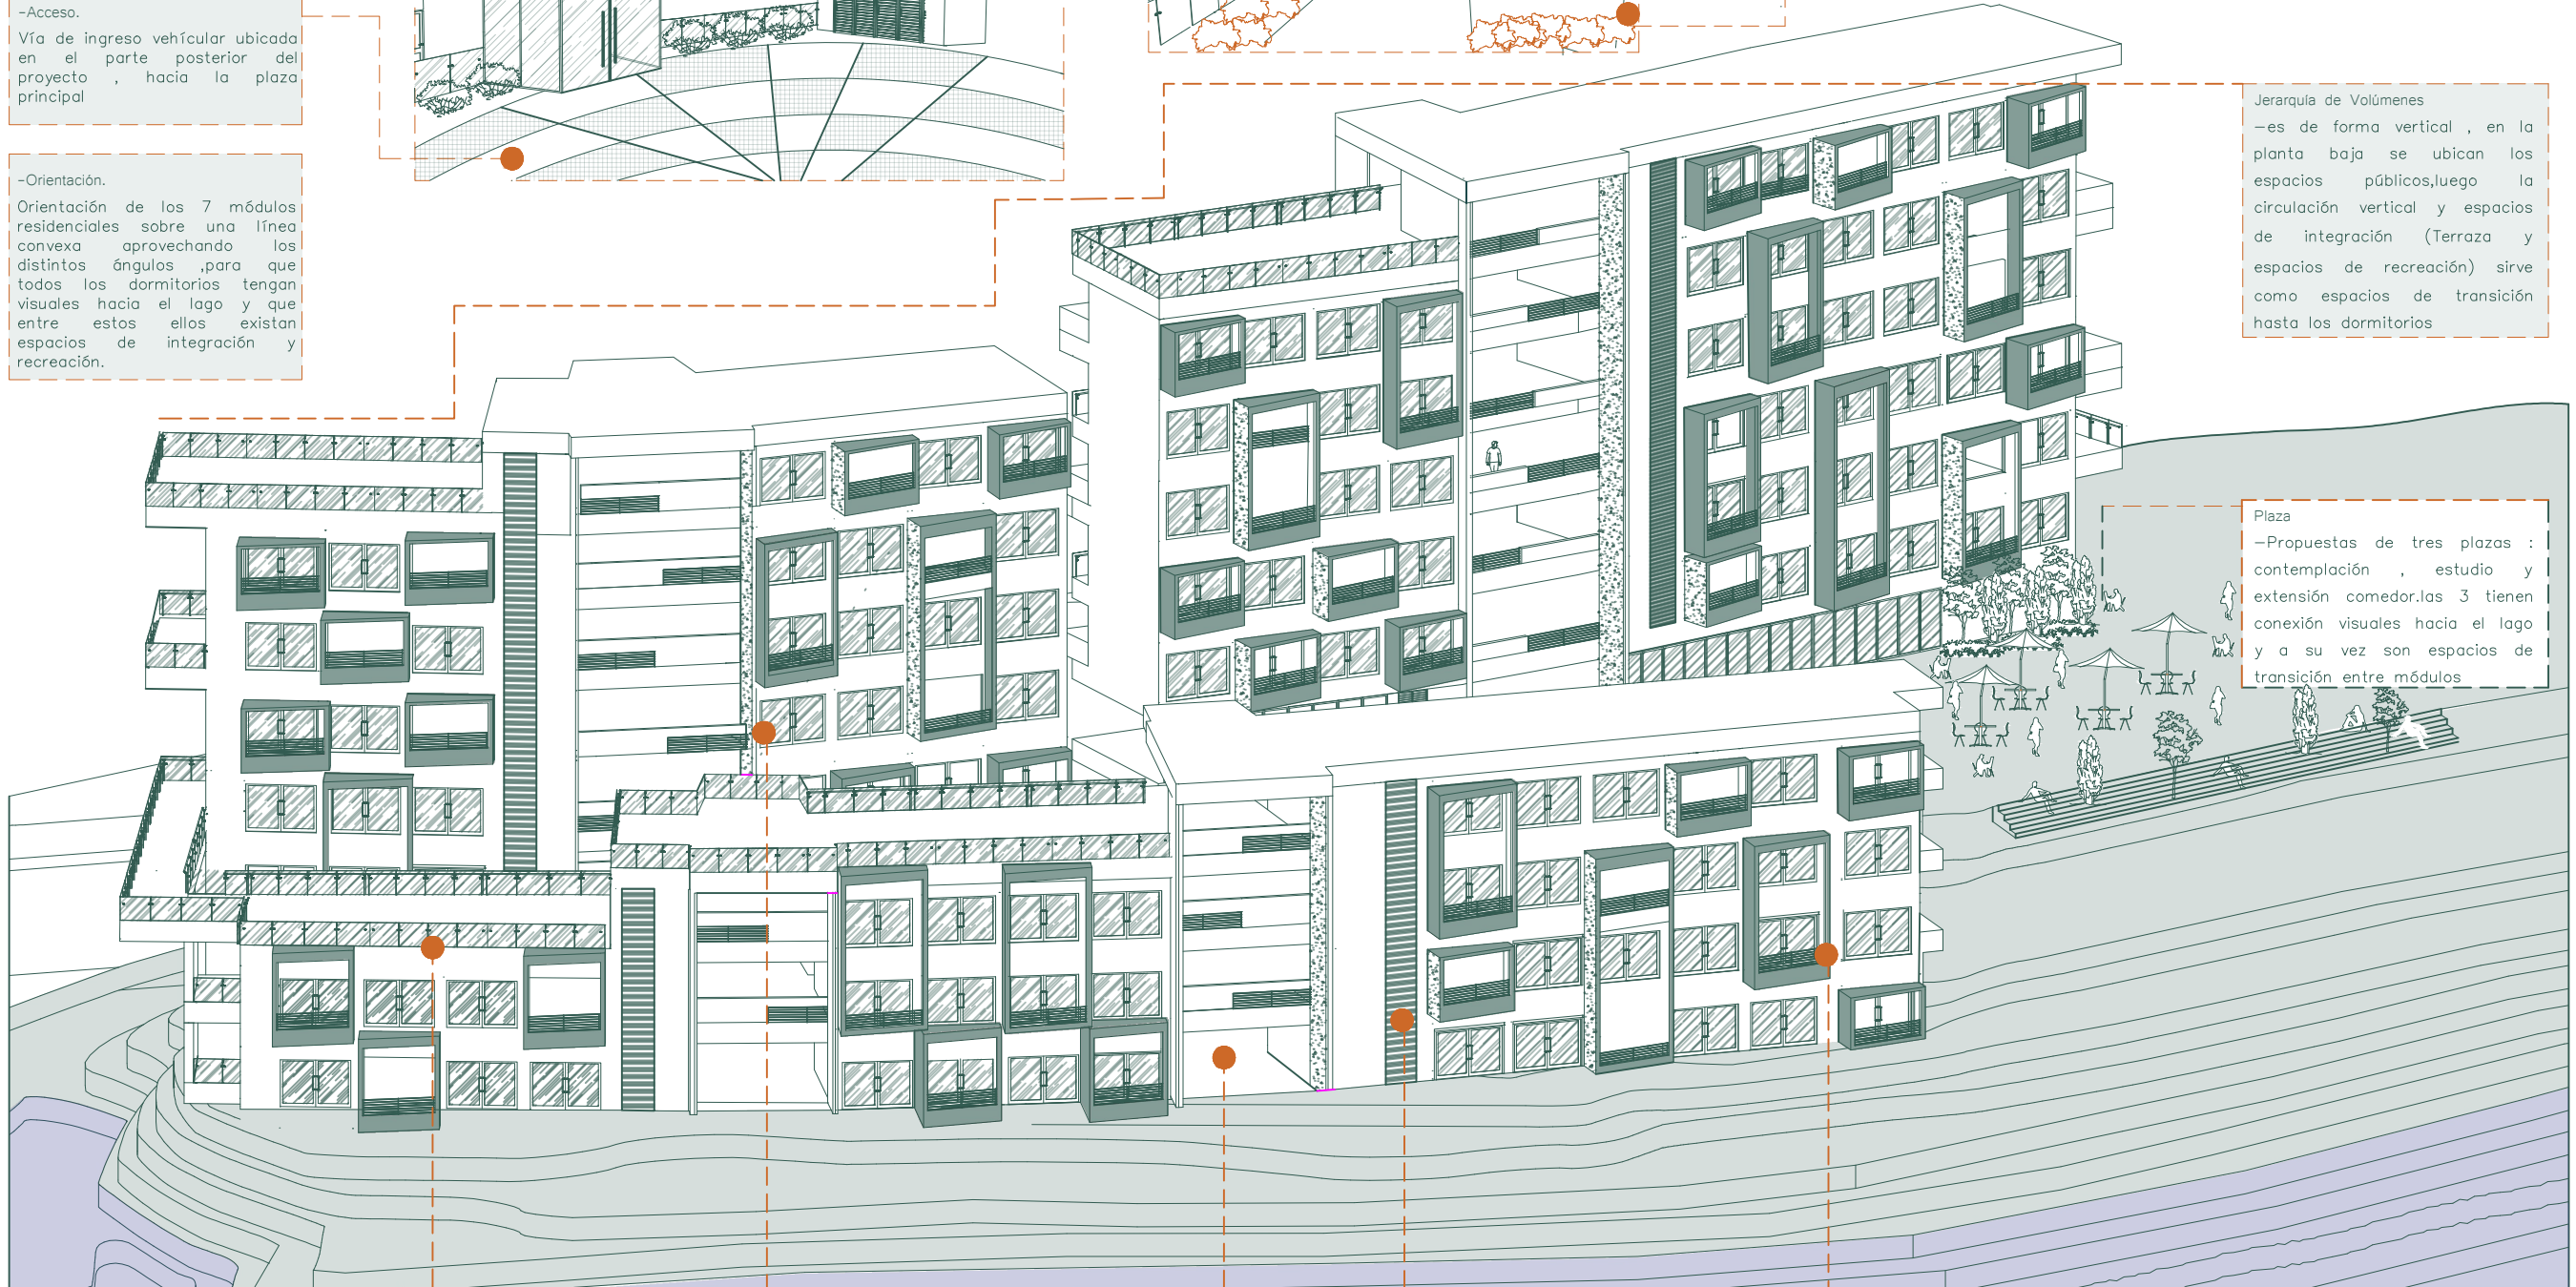 -Acceso.
Vía de ingreso vehícular ubicada
en el parte posterior del
proyecto , hacia la plaza
principal
-Orientación.
Orientación de los 7 módulos
residenciales sobre una línea
convexa aprovechando los
distintos ángulos ,para que
todos los dormitorios tengan
visuales hacia el lago y que
entre estos ellos existan
espacios de integración y
recreación.
Jerarquía de Volúmenes
-es de forma vertical , en la
planta baja se ubican los
espacios públicos,luego la
circulación vertical y espacios
de integración (Terraza y
espacios de recreación) sirve
como espacios de transición
hasta los dormitorios
Plaza
-Propuestas de tres plazas :
contemplación , estudio y
extensión comedor.las 3 tienen
conexión visuales hacia el lago
y a su vez son espacios de
transición entre módulos